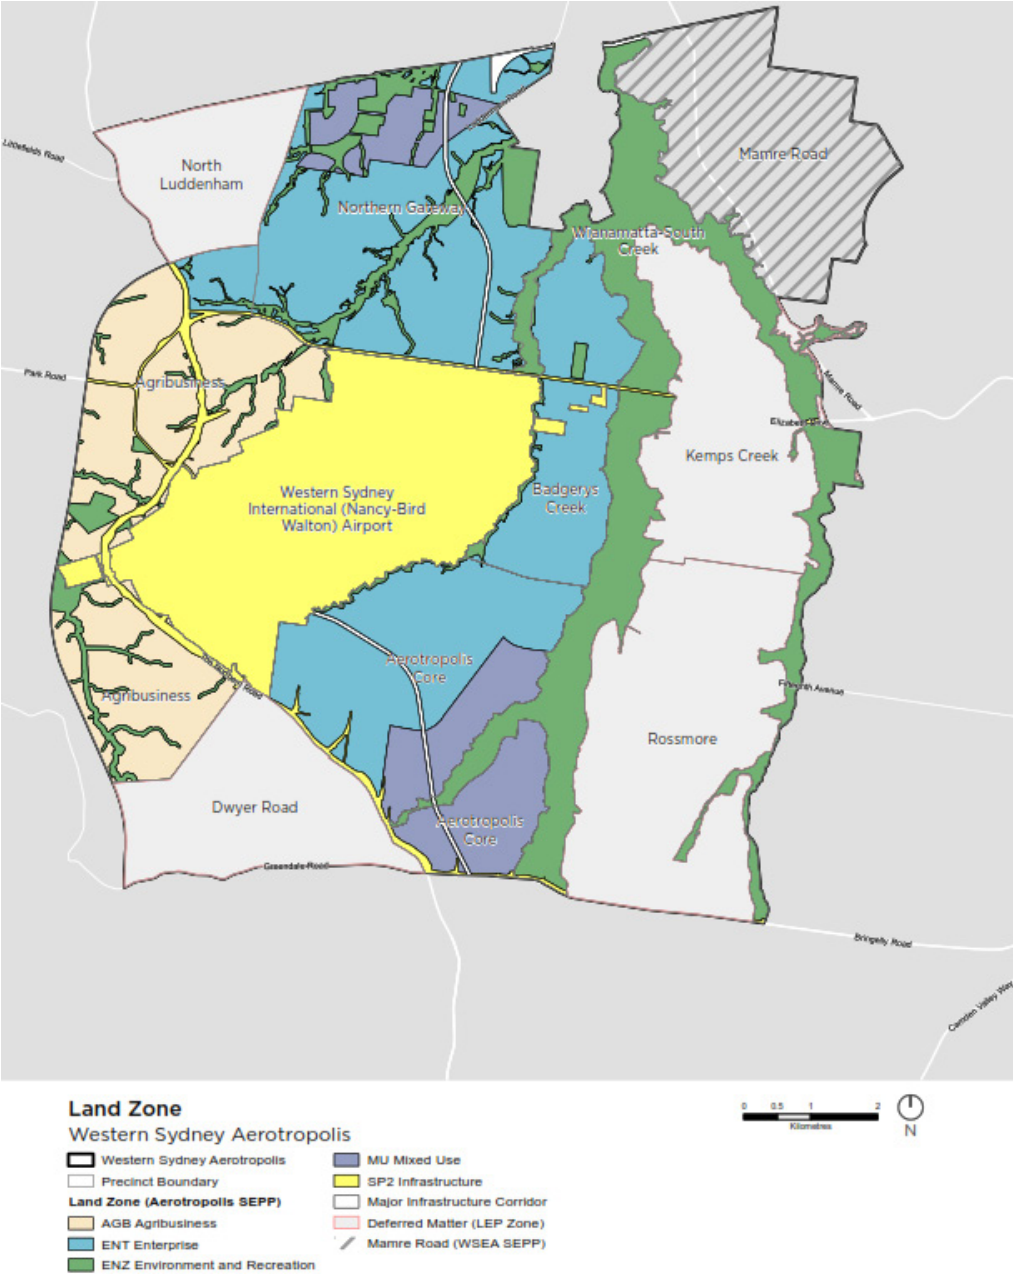 Littlefields Road
North
Luddenham
Mamre Road
Northern Gateway
Wianamatta-South
Creek
Park Road
Agribusiness
Mamre Road
Kemps Creek
Western Sydney
International (Nancy-Bird
Walton) Airport
Badgerys
Creek
Aerotropolis
Core
The Northern Road
Agribusiness
Fifteenth Avenue
Rossmore
Dwyer Road
Aerotropolis
Core
Greendale Road
Bringelly Road
Camden Valley Way
Land Zone
Western Sydney Aerotropolis
0 0.5 1 2
Kilometres
N
Western Sydney Aerotropolis
Precinct Boundary
Land Zone (Aerotropolis SEPP)
AGB Agribusiness
ENT Enterprise
ENZ Environment and Recreation
MU Mixed Use
SP2 Infrastructure
Major Infrastructure Corridor
Deferred Matter (LEP Zone)
Mamre Road (WSEA SEPP)